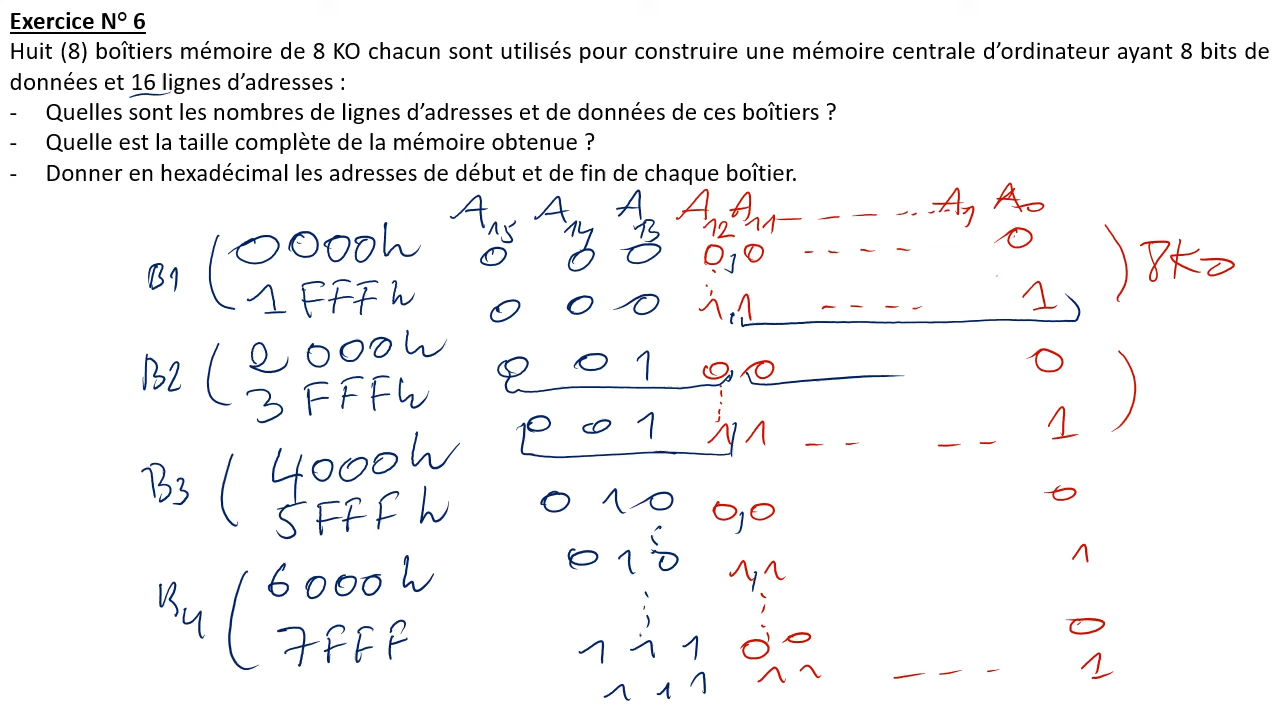 Exercice N° 6
Huit (8) boîtiers mémoire de 8 KO chacun sont utilisés pour construire une mémoire centrale d'ordinateur ayant 8 bits de
données et 16 lignes d'adresses :
- Quelles sont les nombres de lignes d'adresses et de données de ces boîtiers ?
- Quelle est la taille complète de la mémoire obtenue ?
- Donner en hexadécimal les adresses de début et de fin de chaque boîtier.
A15 A14 A13 A12 A11 - - - - ... A1 A0
B1 ( 0000h 0 0 0 0,0 - - - - 0 ) 8KO
1FFFh 0 0 0 1,1 - - - - 1
B2 ( 2000h 0 0 1 0,0 0 )
3FFFh 0 0 1 11 - - - - 1
B3 ( 4000h 0 1 0 0,0 0
5FFFh 0 1 0 1,1 1
B4 ( 6000h
7FFF 1 1 1 0 0 0
1 1 1 1 1 - - - 1